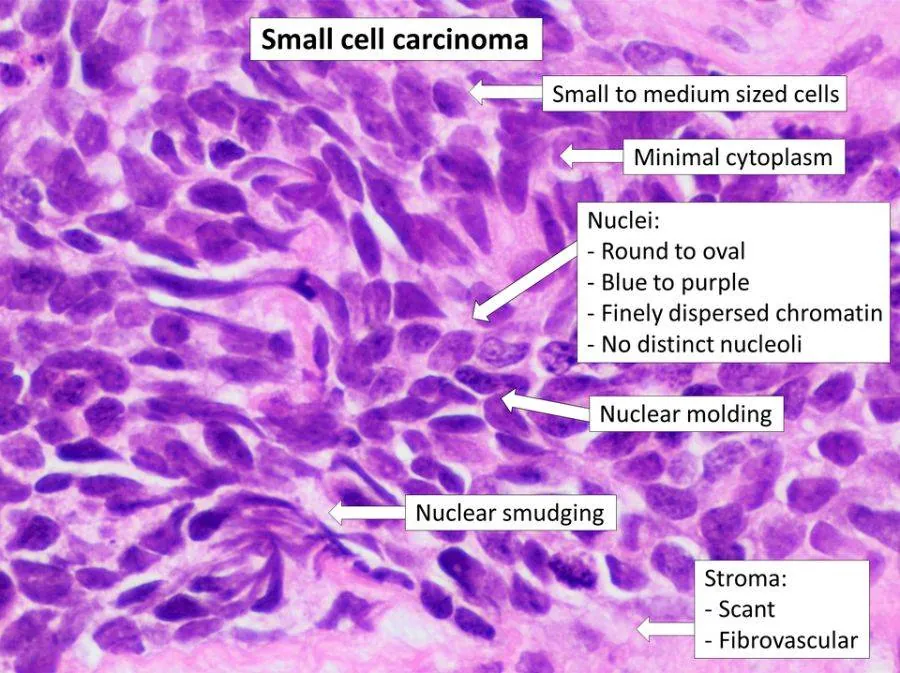 Small cell carcinoma
Small to medium sized cells
Minimal cytoplasm
Nuclei:
- Round to oval
- Blue to purple
- Finely dispersed chromatin
- No distinct nucleoli
Nuclear molding
Nuclear smudging
Stroma:
- Scant
- Fibrovascular